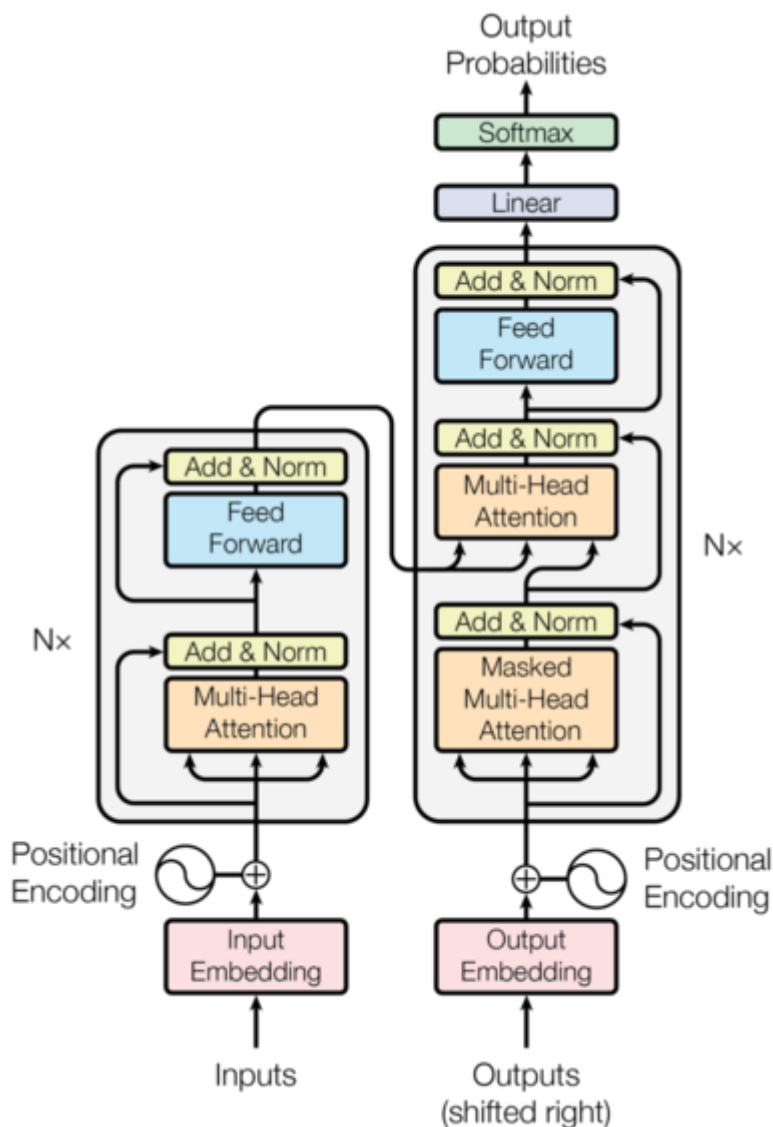 Output
Probabilities
Softmax
Linear
Add & Norm
Feed
Forward
Add & Norm
Multi-Head
Attention
Add & Norm
Masked
Multi-Head
Attention
N×
Add & Norm
Feed
Forward
Add & Norm
Multi-Head
Attention
N×
Positional
Encoding
Positional
Encoding
Input
Embedding
Output
Embedding
Inputs
Outputs
(shifted right)